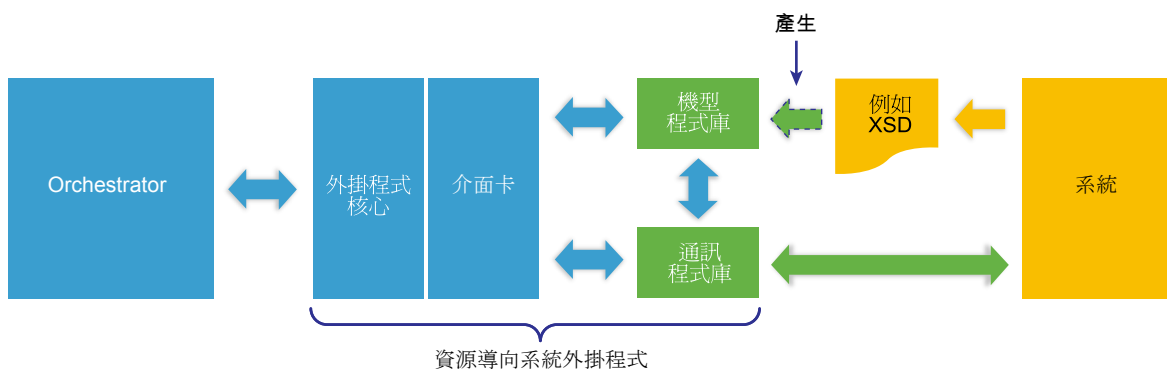 產生
Orchestrator
外掛程式
核心
介面卡
機型
程式庫
例如
XSD
系統
通訊
程式庫
資源導向系統外掛程式